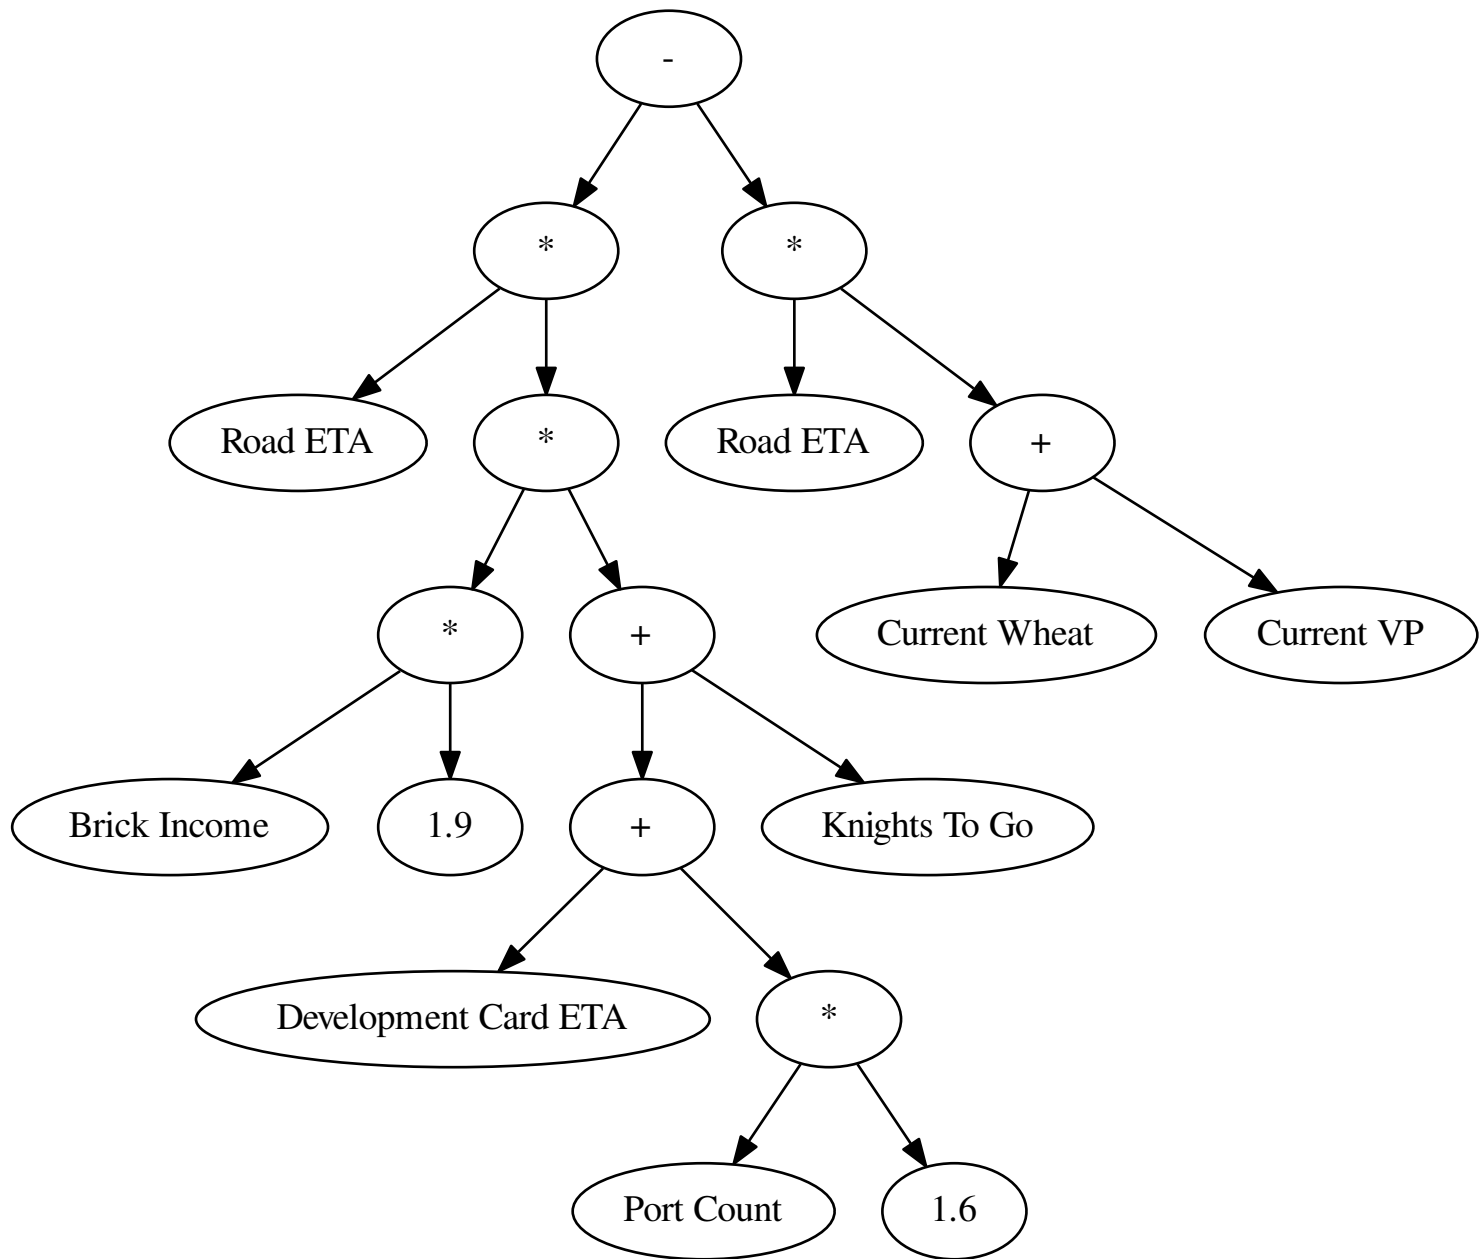 -
* *
Road ETA * Road ETA +
* + Current Wheat Current VP
Brick Income 1.9 + Knights To Go
Development Card ETA *
Port Count 1.6